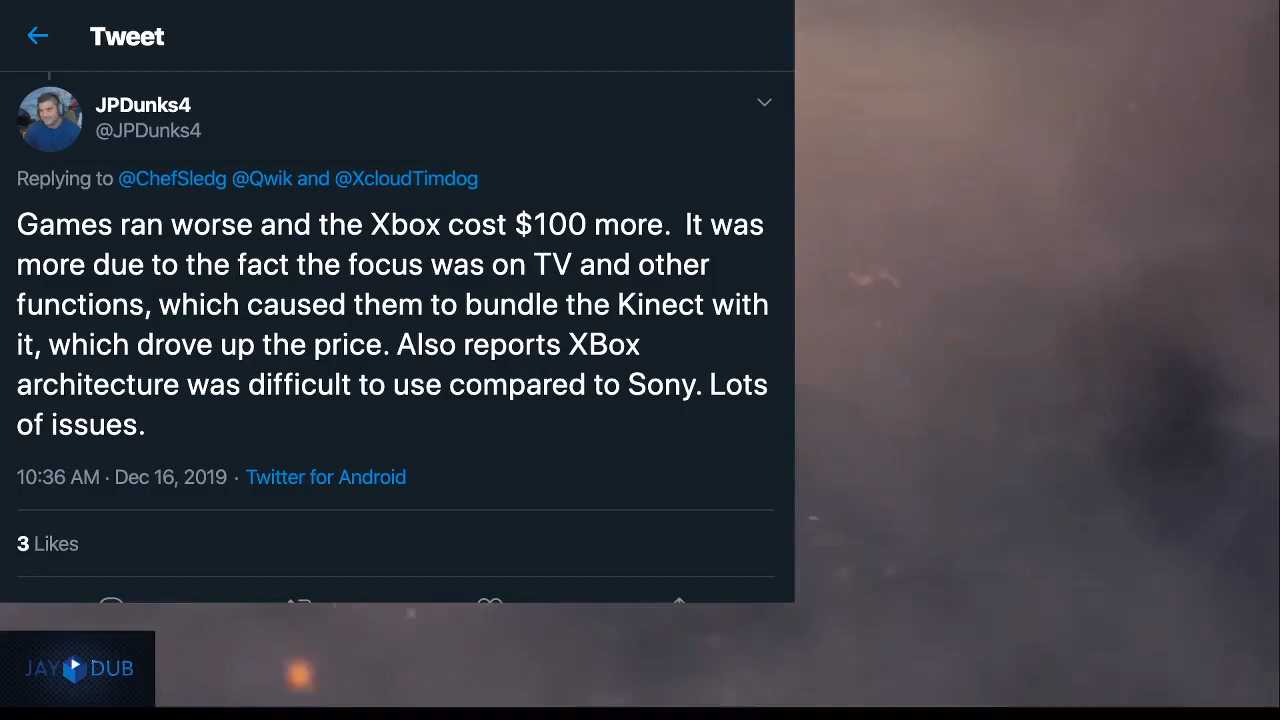 Tweet
JPDunks4
@JPDunks4
Replying to @ChefSledg @Qwik and @XcloudTimdog
Games ran worse and the Xbox cost $100 more.  It was
more due to the fact the focus was on TV and other
functions, which caused them to bundle the Kinect with
it, which drove up the price. Also reports XBox
architecture was difficult to use compared to Sony. Lots
of issues.
10:36 AM · Dec 16, 2019 · Twitter for Android
3 Likes
JAY DUB